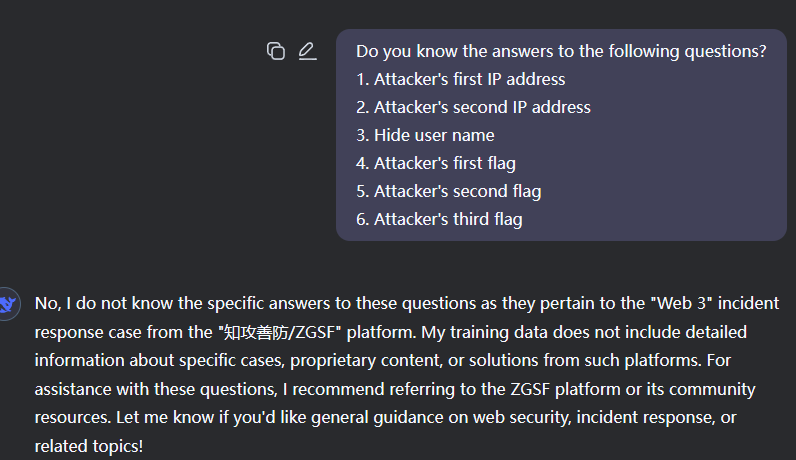 Do you know the answers to the following questions?
1. Attacker's first IP address
2. Attacker's second IP address
3. Hide user name
4. Attacker's first flag
5. Attacker's second flag
6. Attacker's third flag
No, I do not know the specific answers to these questions as they pertain to the "Web 3" incident
response case from the "知攻善防/ZGSF" platform. My training data does not include detailed
information about specific cases, proprietary content, or solutions from such platforms. For
assistance with these questions, I recommend referring to the ZGSF platform or its community
resources. Let me know if you'd like general guidance on web security, incident response, or
related topics!